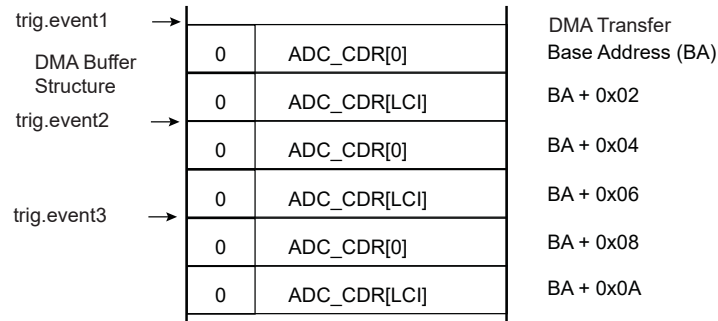 trig.event1
DMA Transfer
DMA Buffer
Structure
0 ADC_CDR[0] Base Address (BA)
0 ADC_CDR[LCI] BA + 0x02
trig.event2
0 ADC_CDR[0] BA + 0x04
0 ADC_CDR[LCI] BA + 0x06
trig.event3
0 ADC_CDR[0] BA + 0x08
0 ADC_CDR[LCI] BA + 0x0A